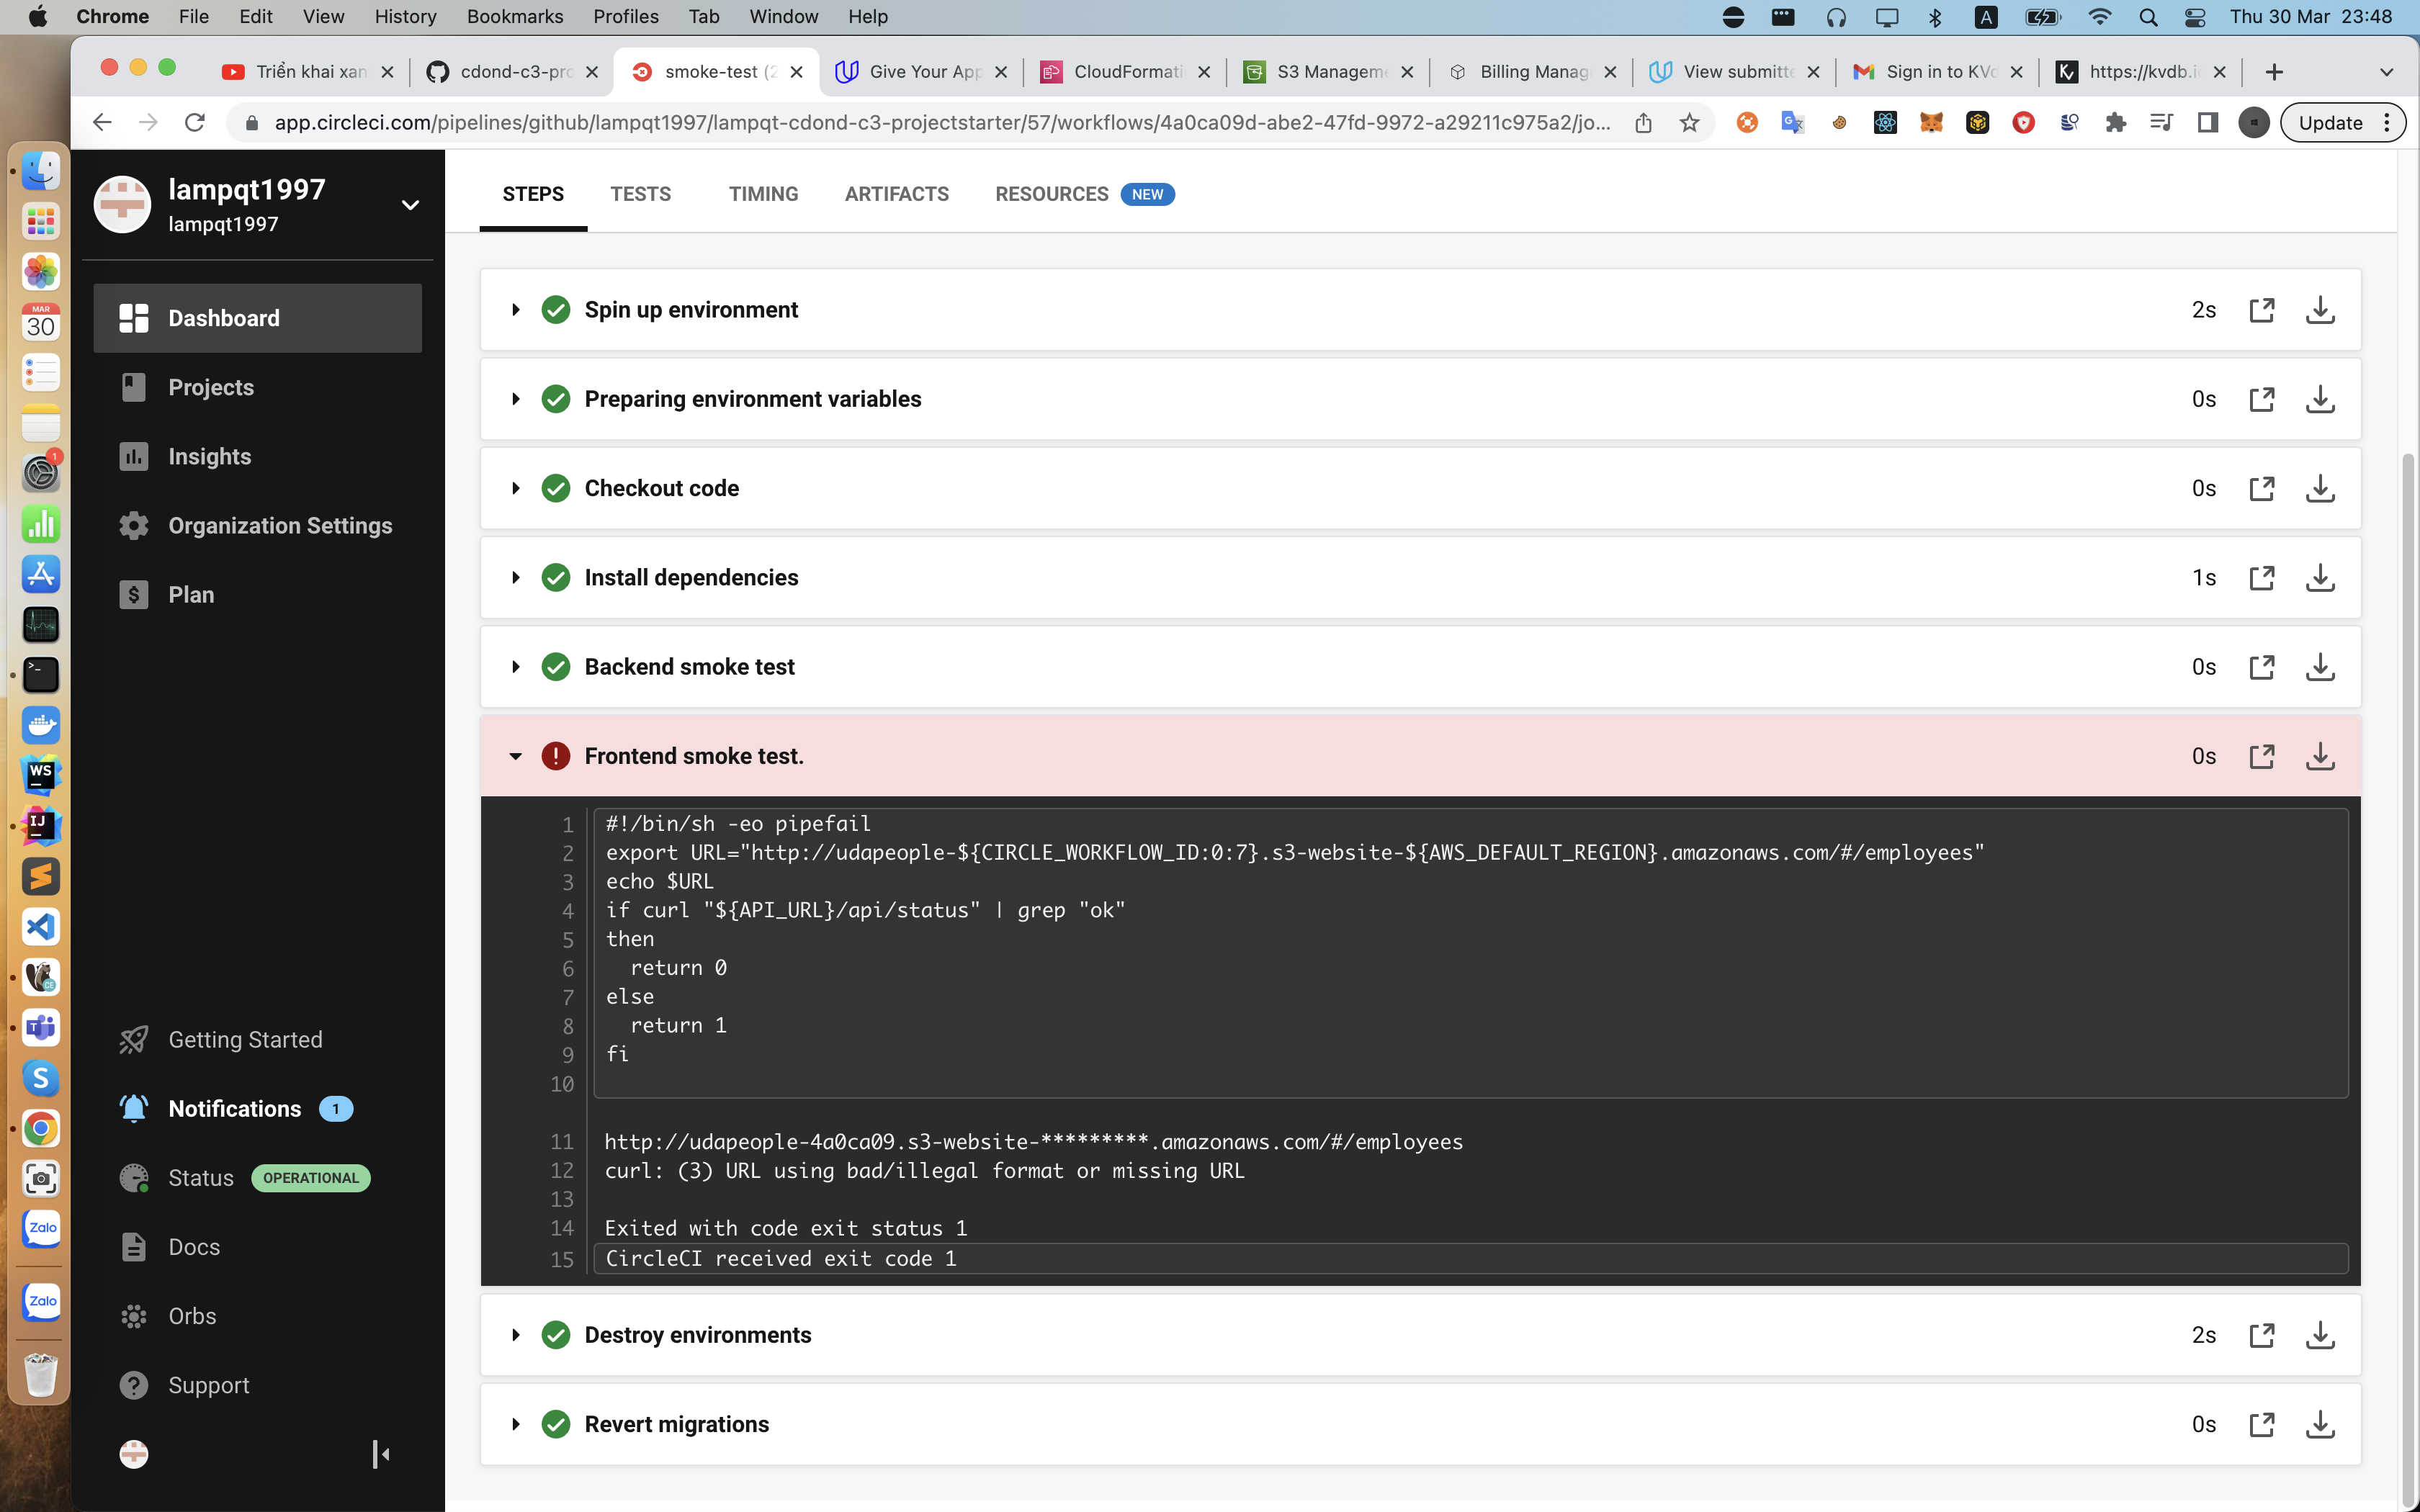 Chrome File Edit View History Bookmarks Profiles Tab Window Help A Thu 30 Mar 23:48
Triển khai xan cdond-c3-pro smoke-test (2 Give Your App CloudFormati S3 Manageme Billing Manag View submitte Sign in to KVd https://kvdb.i
app.circleci.com/pipelines/github/lampqt1997/lampqt-cdond-c3-projectstarter/57/workflows/4a0ca09d-abe2-47fd-9972-a29211c975a2/jo... Update
lampqt1997
lampqt1997
Dashboard
Projects
Insights
Organization Settings
Plan
Getting Started
Notifications 1
Status OPERATIONAL
Docs
Orbs
Support
STEPS TESTS TIMING ARTIFACTS RESOURCES NEW
Spin up environment 2s
Preparing environment variables 0s
Checkout code 0s
Install dependencies 1s
Backend smoke test 0s
Frontend smoke test. 0s
1 #!/bin/sh -eo pipefail
2 export URL="http://udapeople-${CIRCLE_WORKFLOW_ID:0:7}.s3-website-${AWS_DEFAULT_REGION}.amazonaws.com/#/employees"
3 echo $URL
4 if curl "${API_URL}/api/status" | grep "ok"
5 then
6 return 0
7 else
8 return 1
9 fi
10
11 http://udapeople-4a0ca09.s3-website-*********.amazonaws.com/#/employees
12 curl: (3) URL using bad/illegal format or missing URL
13
14 Exited with code exit status 1
15 CircleCI received exit code 1
Destroy environments 2s
Revert migrations 0s
MAR
30
1
WS
IJ
CE
T
S
Zalo
Zalo